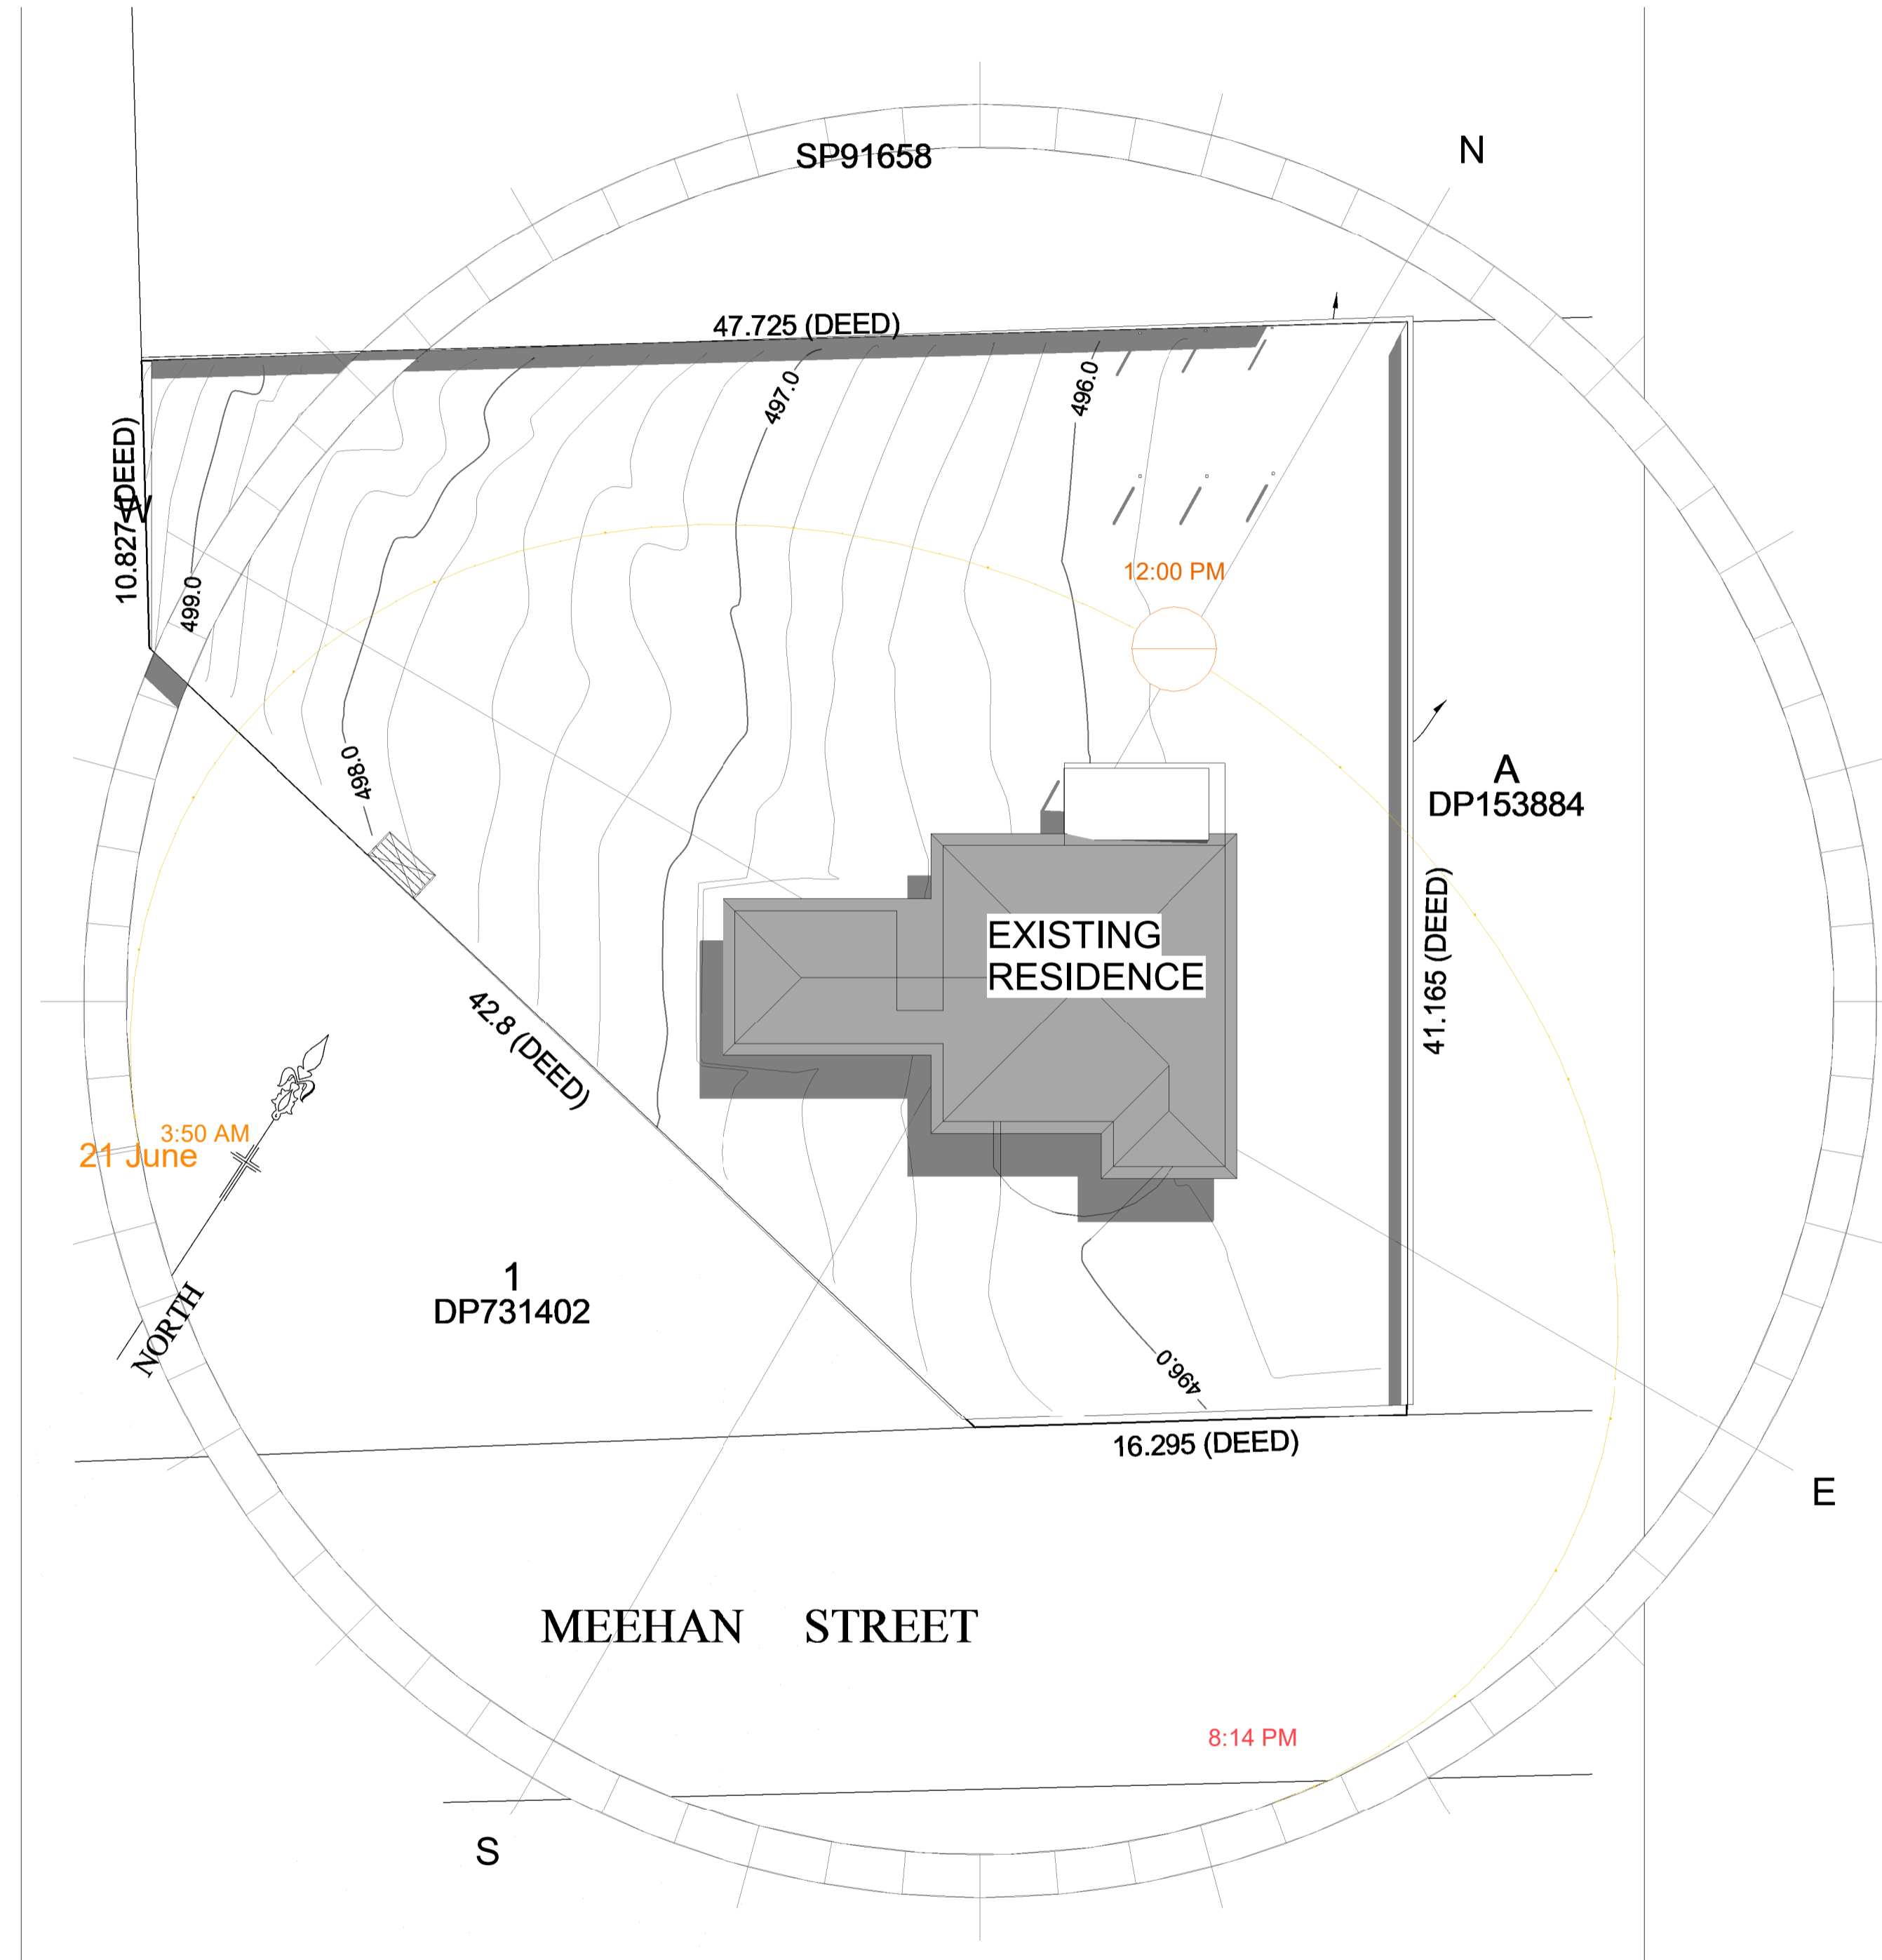 N
SP91658
47.725 (DEED)
497.0
496.0
10.827 (DEED)
W
499.0
12:00 PM
498.0
A
DP153884
EXISTING
RESIDENCE
41.165 (DEED)
42.8 (DEED)
3:50 AM
21 June
NORTH
1
DP731402
496.0
16.295 (DEED)
E
MEEHAN STREET
8:14 PM
S